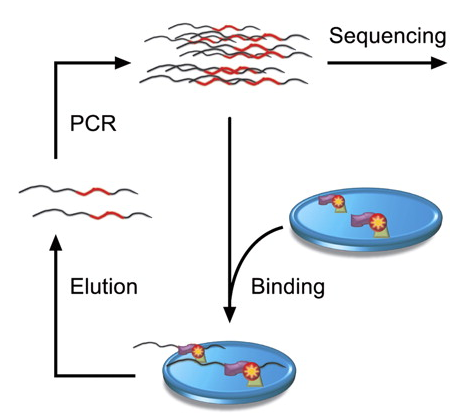 Sequencing
PCR
Elution
Binding